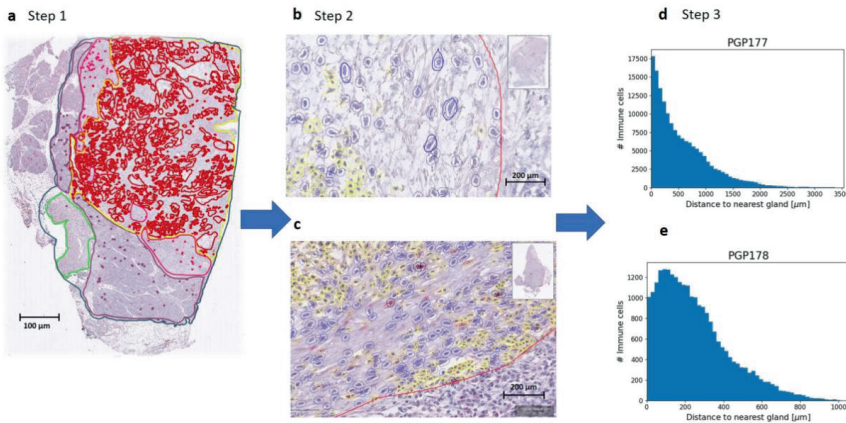 a Step 1
100 µm
b Step 2
200 µm
c
200 µm
d Step 3
PGP177
# Immune cells
17500
15000
12500
10000
7500
5000
2500
0
0 500 1000 1500 2000 2500 3000 3500
Distance to nearest gland [µm]
e
PGP178
# Immune cells
1200
1000
800
600
400
200
0
0 200 400 600 800 1000
Distance to nearest gland [µm]